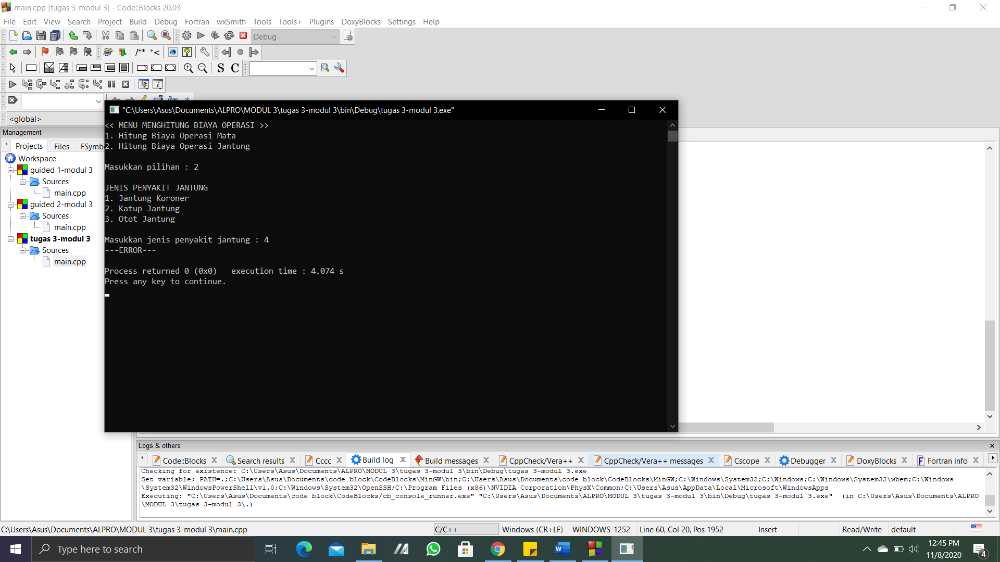 main.cpp [tugas 3-modul 3] - Code::Blocks 20.03
File Edit View Search Project Build Debug Fortran wxSmith Tools Tools+ Plugins DoxyBlocks Settings Help
Debug
/** *<
S C
<global>
"C:\Users\Asus\Documents\ALPRO\MODUL 3\tugas 3-modul 3\bin\Debug\tugas 3-modul 3.exe"
<< MENU MENGHITUNG BIAYA OPERASI >>
1. Hitung Biaya Operasi Mata
2. Hitung Biaya Operasi Jantung
Masukkan pilihan : 2
JENIS PENYAKIT JANTUNG
1. Jantung Koroner
2. Katup Jantung
3. Otot Jantung
Masukkan jenis penyakit jantung : 4
---ERROR---
Process returned 0 (0x0)   execution time : 4.074 s
Press any key to continue.
Management
Projects Files FSymb
Workspace
guided 1-modul 3
Sources
main.cpp
guided 2-modul 3
Sources
main.cpp
tugas 3-modul 3
Sources
main.cpp
Logs & others
Code::Blocks Search results Cccc Build log Build messages CppCheck/Vera++ CppCheck/Vera++ messages Cscope Debugger DoxyBlocks Fortran info
Checking for existence: C:\Users\Asus\Documents\ALPRO\MODUL 3\tugas 3-modul 3\bin\Debug\tugas 3-modul 3.exe
Set variable: PATH=.;C:\Users\Asus\Documents\code block\CodeBlocks\MinGW\bin;C:\Users\Asus\Documents\code block\CodeBlocks\MinGW;C:\Windows\System32;C:\Windows;C:\Windows\System32\wbem;C:\Windows
\System32\WindowsPowerShell\v1.0;C:\Windows\System32\OpenSSH;C:\Program Files (x86)\NVIDIA Corporation\PhysX\Common;C:\Users\Asus\AppData\Local\Microsoft\WindowsApps
Executing: "C:\Users\Asus\Documents\code block\CodeBlocks/cb_console_runner.exe" "C:\Users\Asus\Documents\ALPRO\MODUL 3\tugas 3-modul 3\bin\Debug\tugas 3-modul 3.exe"  (in C:\Users\Asus\Documents\ALPRO
\MODUL 3\tugas 3-modul 3\.)
C:\Users\Asus\Documents\ALPRO\MODUL 3\tugas 3-modul 3\main.cpp C/C++ Windows (CR+LF) WINDOWS-1252 Line 60, Col 20, Pos 1952 Insert Read/Write default
Type here to search
12:45 PM
11/8/2020
4